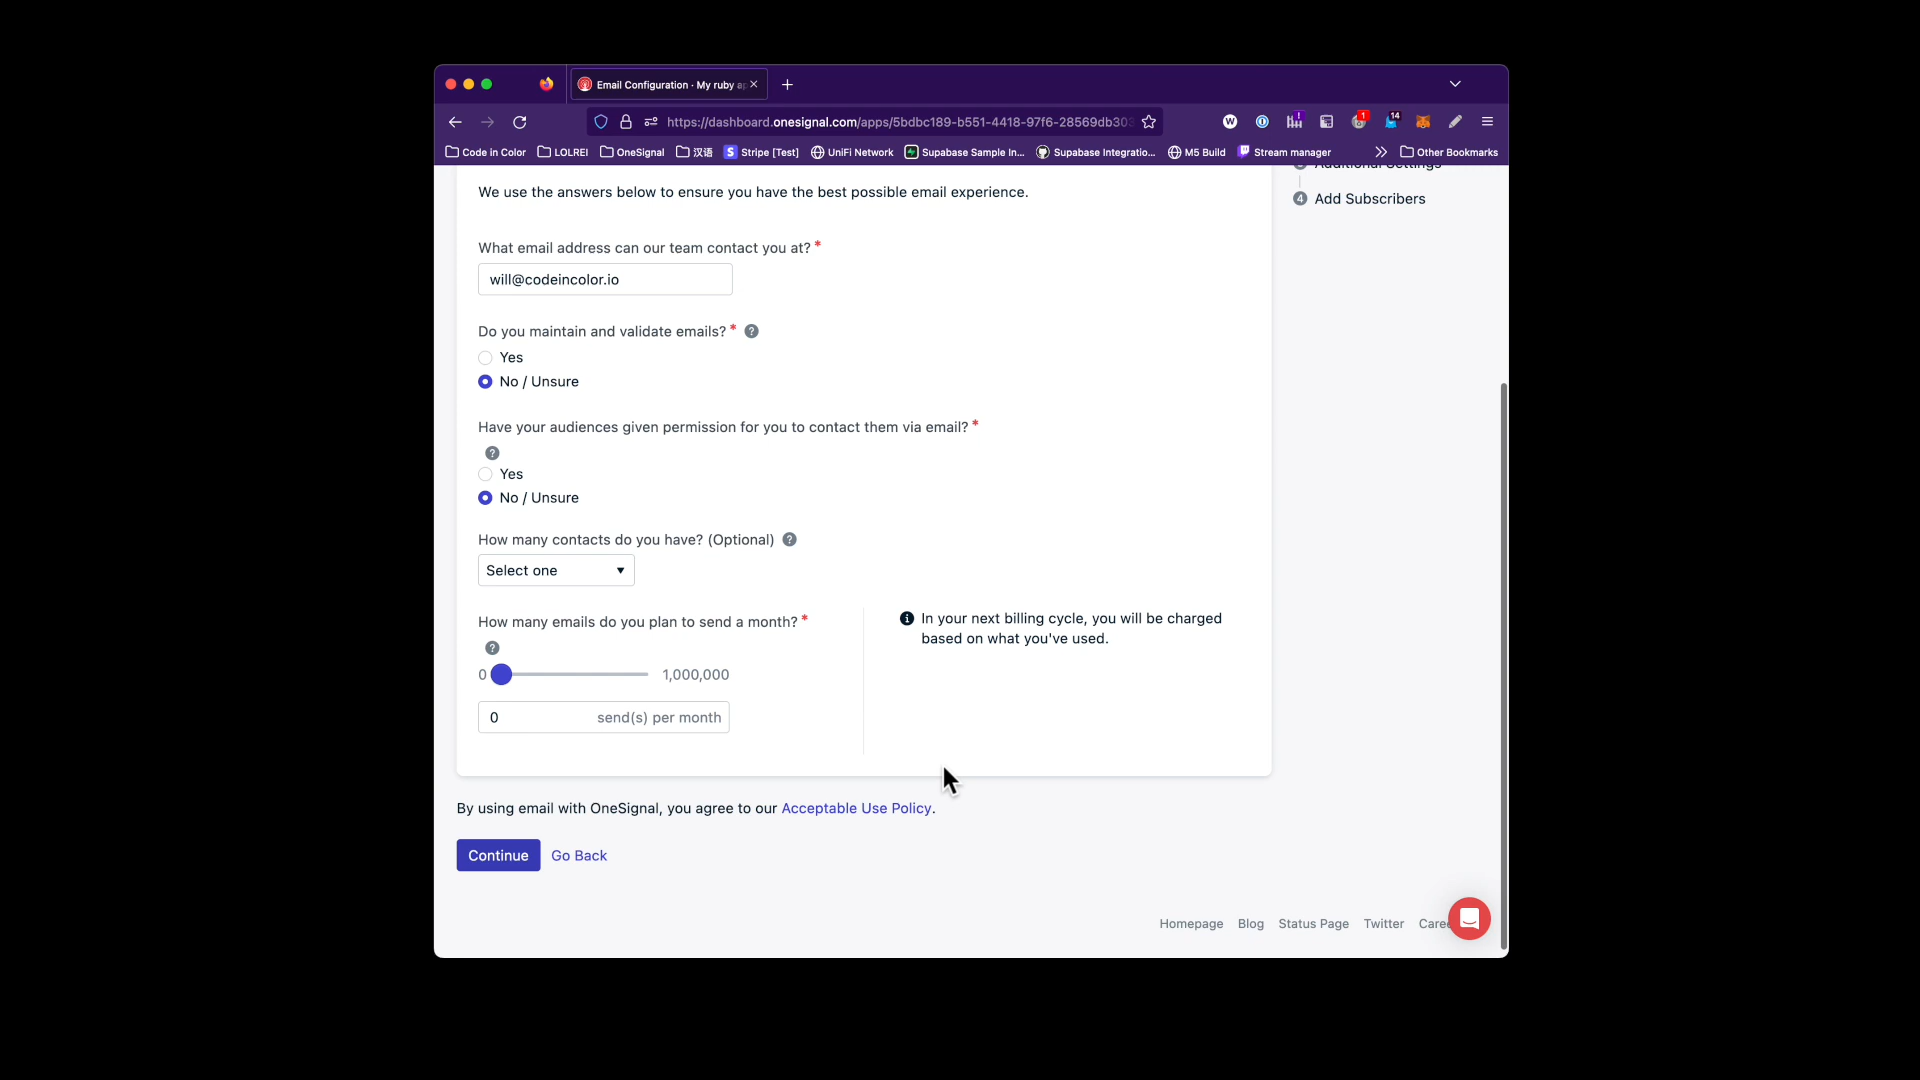 Email Configuration · My ruby ap
https://dashboard.onesignal.com/apps/5bdbc189-b551-4418-97f6-28569db303
W
!
1
14
Code in Color
LOLREI
OneSignal
汉语
S Stripe [Test]
UniFi Network
Supabase Sample In...
Supabase Integratio...
M5 Build
Stream manager
Other Bookmarks
Additional Settings
4 Add Subscribers
We use the answers below to ensure you have the best possible email experience.
What email address can our team contact you at? *
will@codeincolor.io
Do you maintain and validate emails? * ?
Yes
No / Unsure
Have your audiences given permission for you to contact them via email? *
?
Yes
No / Unsure
How many contacts do you have? (Optional) ?
Select one
How many emails do you plan to send a month? *
?
0 1,000,000
0 send(s) per month
In your next billing cycle, you will be charged
based on what you've used.
By using email with OneSignal, you agree to our Acceptable Use Policy.
Continue Go Back
Homepage Blog Status Page Twitter Caree